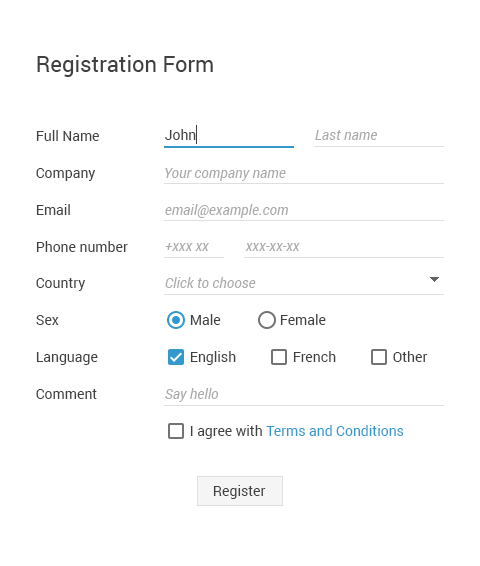 Registration Form
Full Name John Last name
Company Your company name
Email email@example.com
Phone number +xxx xx xxx-xx-xx
Country Click to choose
Sex Male Female
Language English French Other
Comment Say hello
I agree with Terms and Conditions
Register